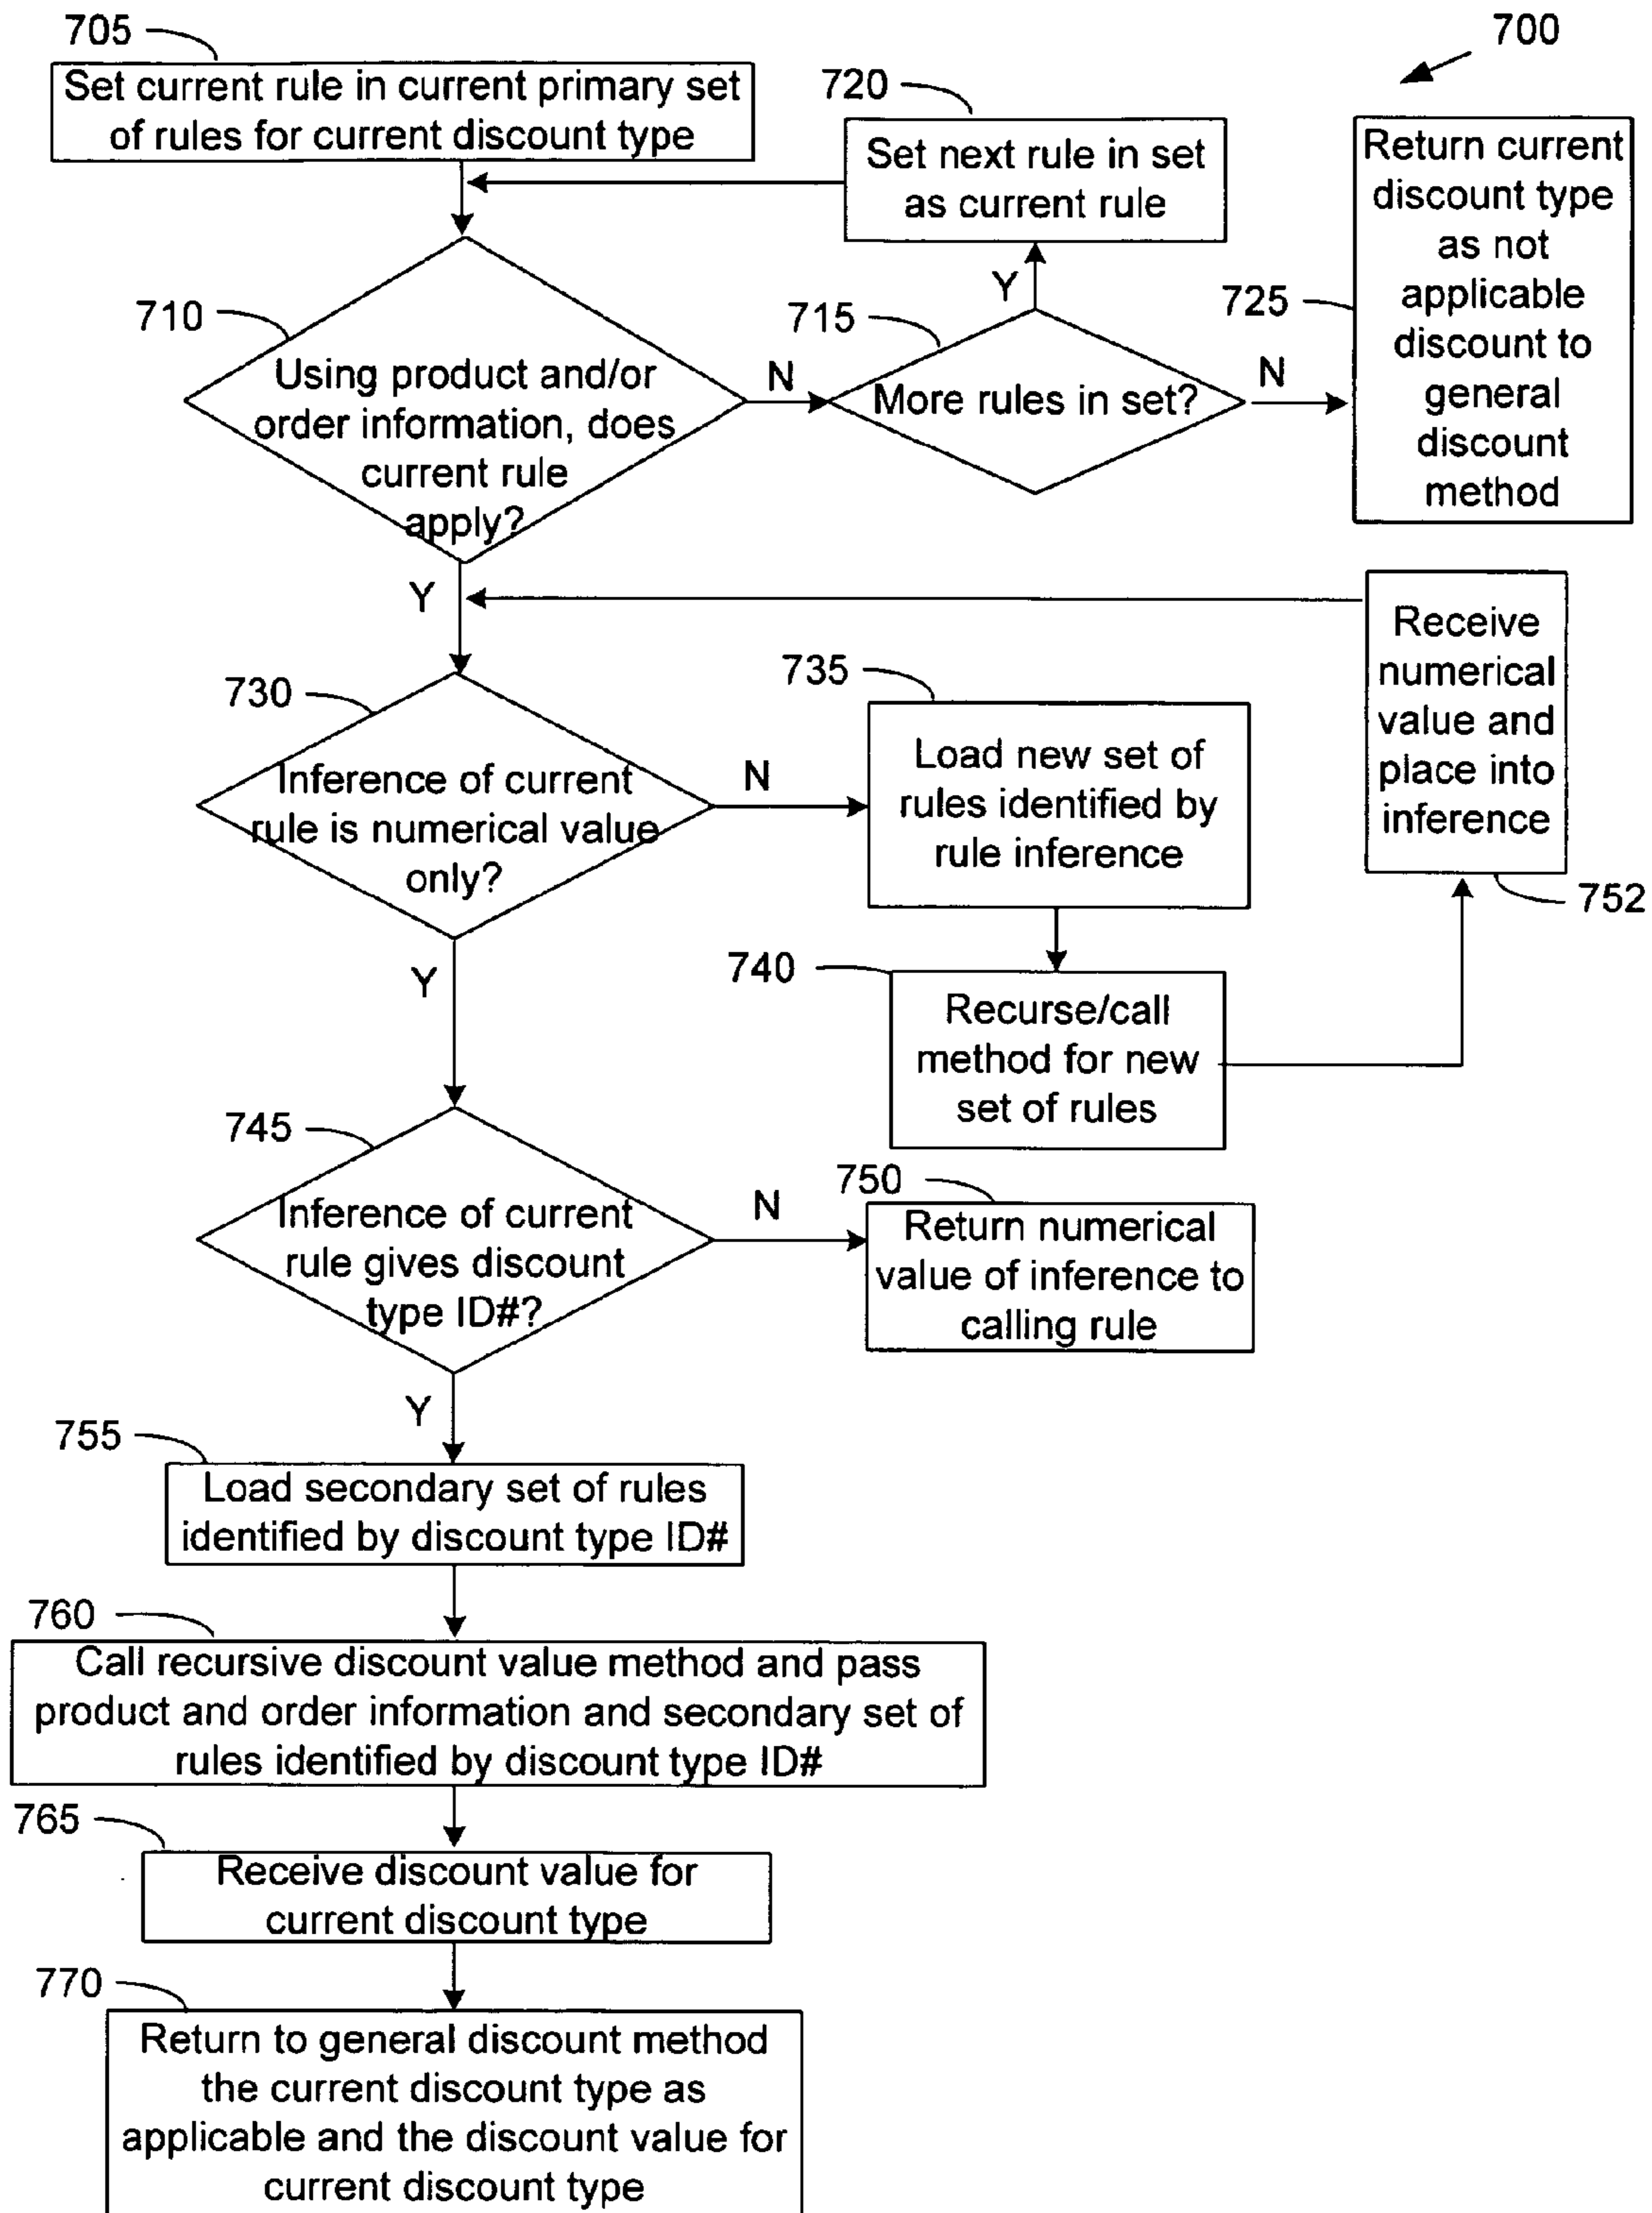 705
Set current rule in current primary set
of rules for current discount type
700
720
Set next rule in set
as current rule
Return current
discount type
as not
applicable
discount to
general
discount
method
725
710
Using product and/or
order information, does
current rule
apply?
N
715
More rules in set?
Y
N
Y
730
Inference of current
rule is numerical value
only?
N
735
Load new set of
rules identified by
rule inference
Receive
numerical
value and
place into
inference
752
740
Recurse/call
method for new
set of rules
Y
745
Inference of current
rule gives discount
type ID#?
N
750
Return numerical
value of inference to
calling rule
Y
755
Load secondary set of rules
identified by discount type ID#
760
Call recursive discount value method and pass
product and order information and secondary set of
rules identified by discount type ID#
765
Receive discount value for
current discount type
770
Return to general discount method
the current discount type as
applicable and the discount value for
current discount type